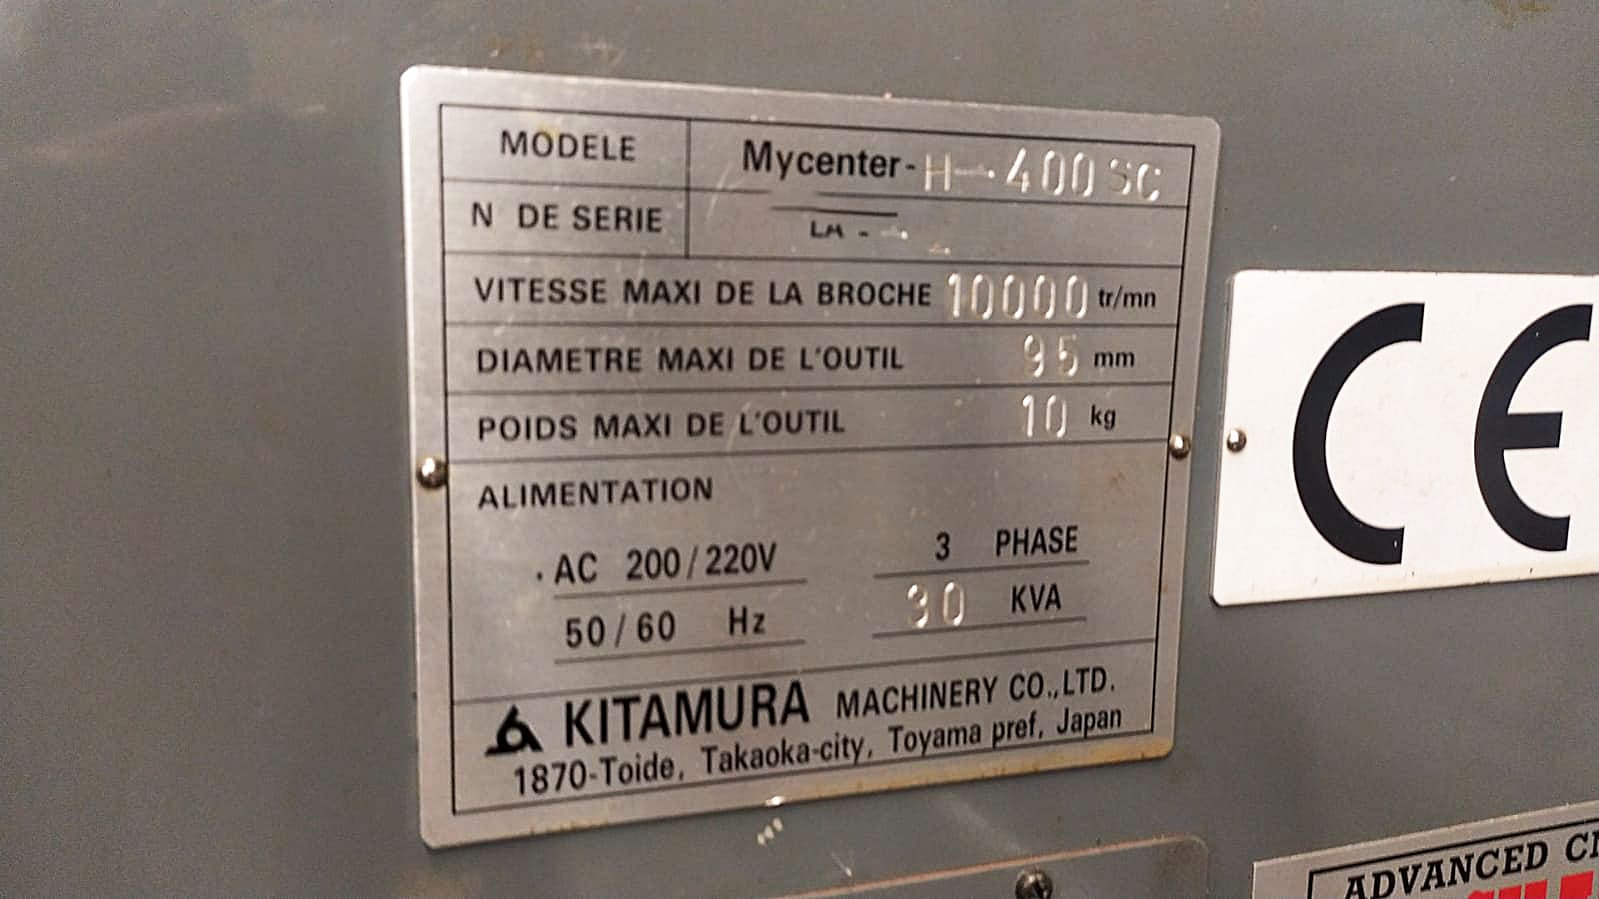 MODELE Mycenter-H-400SC
N DE SERIE LM -
VITESSE MAXI DE LA BROCHE 10000 tr/mn
DIAMETRE MAXI DE L'OUTIL 95 mm
POIDS MAXI DE L'OUTIL 10 kg
ALIMENTATION
AC 200/220V 3 PHASE
50/60 Hz 30 KVA
KITAMURA MACHINERY CO.,LTD.
1870-Toide, Takaoka-city, Toyama pref, Japan
CE
ADVANCED